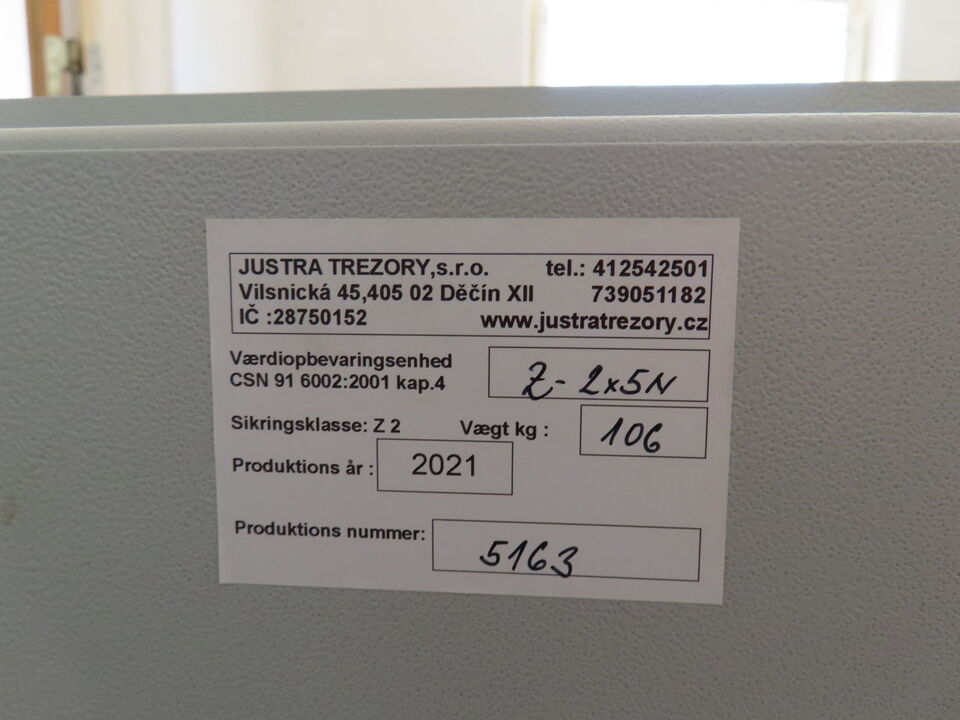 JUSTRA TREZORY,s.r.o. tel.: 412542501
Vilsnická 45,405 02 Děčín XII 739051182
IČ :28750152 www.justratrezory.cz
Værdiopbevaringsenhed
CSN 91 6002:2001 kap.4 Z- 2x5N
Sikringsklasse: Z 2 Vægt kg : 106
Produktions år : 2021
Produktions nummer: 5163